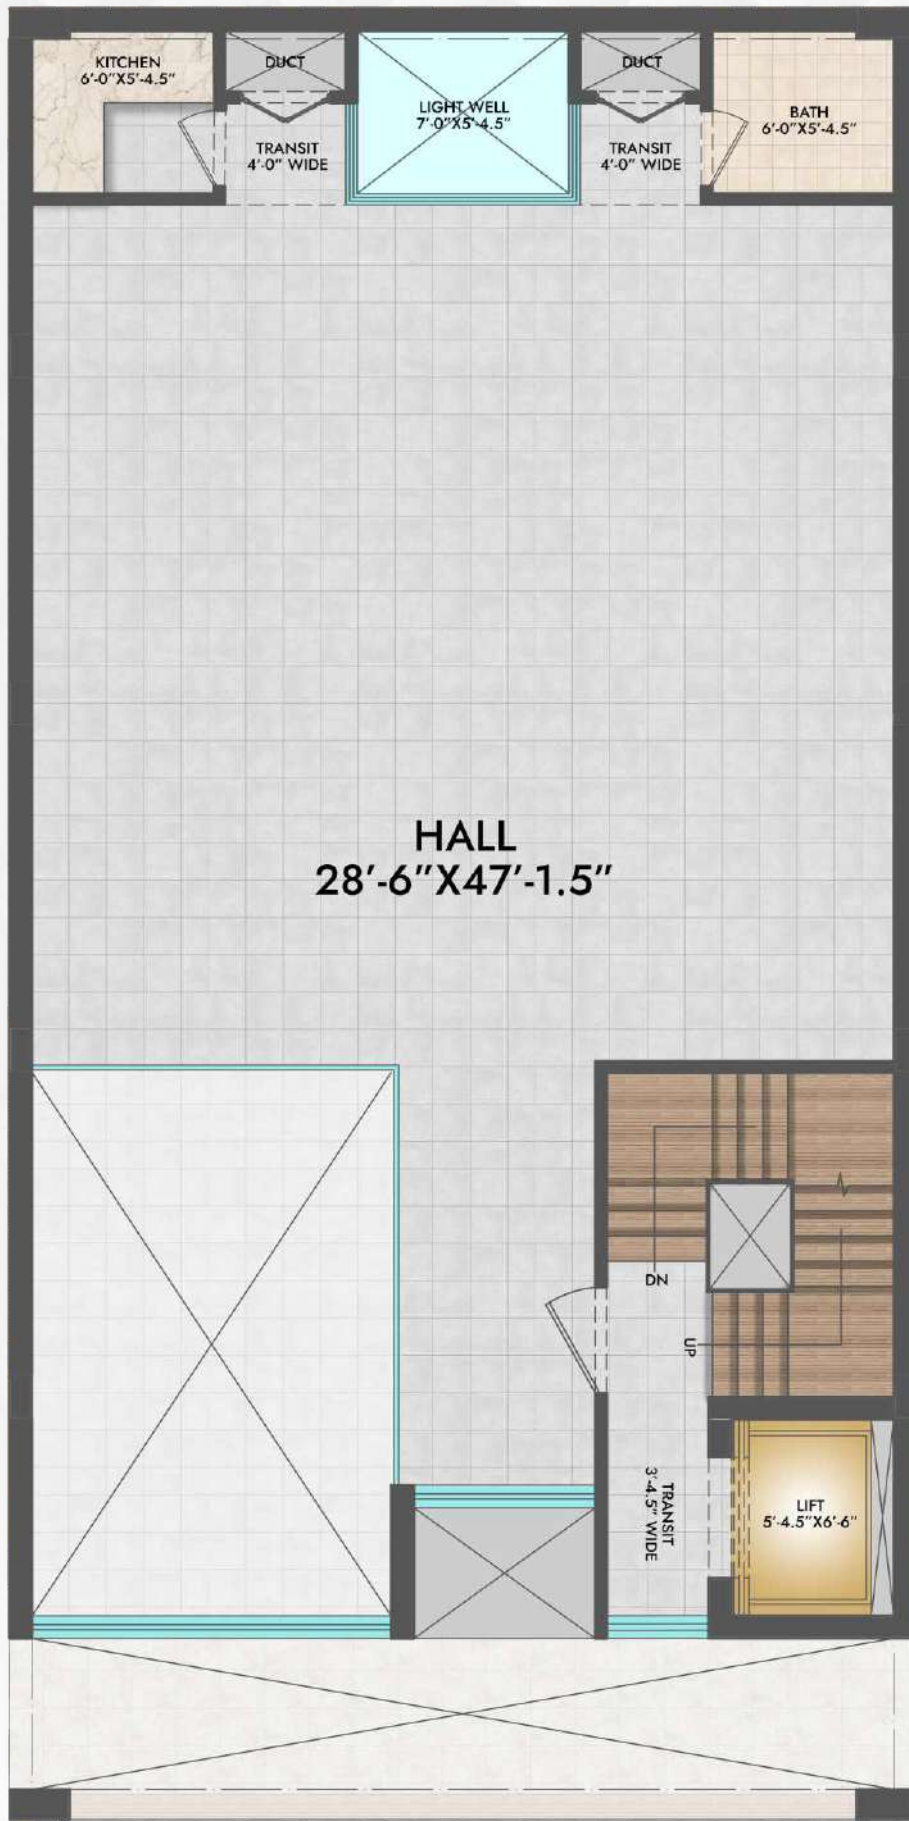 KITCHEN
6'-0"X5'-4.5"
DUCT
LIGHT WELL
7'-0"X5'-4.5"
DUCT
BATH
6'-0"X5'-4.5"
TRANSIT
4'-0" WIDE
TRANSIT
4'-0" WIDE
HALL
28'-6"X47'-1.5"
DN
UP
TRANSIT
3'-4.5" WIDE
LIFT
5'-4.5"X6'-6"